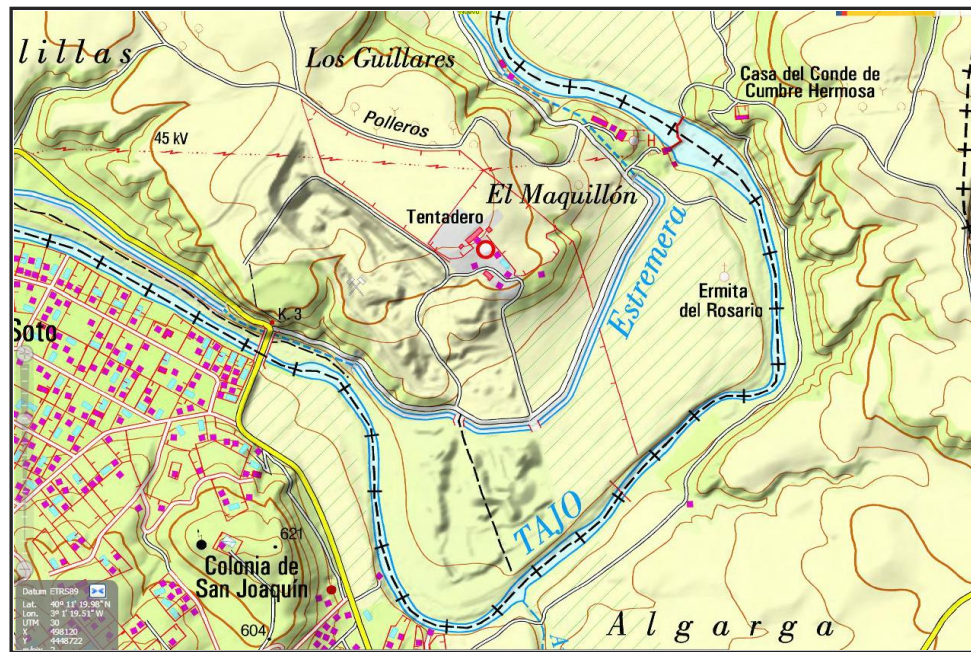 lillas
Los Guillares
Casa del Conde de
Cumbre Hermosa
Polleros
45 kV
El Maquillón
Tentadero
H
Estremera
Ermita
del Rosario
K. 3
Soto
TAJO
621
Colonia de
San Joaquín
604
Algarga
A
Datum ETRS89
Lat. 40º 11' 19.98" N
Lon. 3º 1' 19.51" W
UTM 30
X 498120
Y 4448722